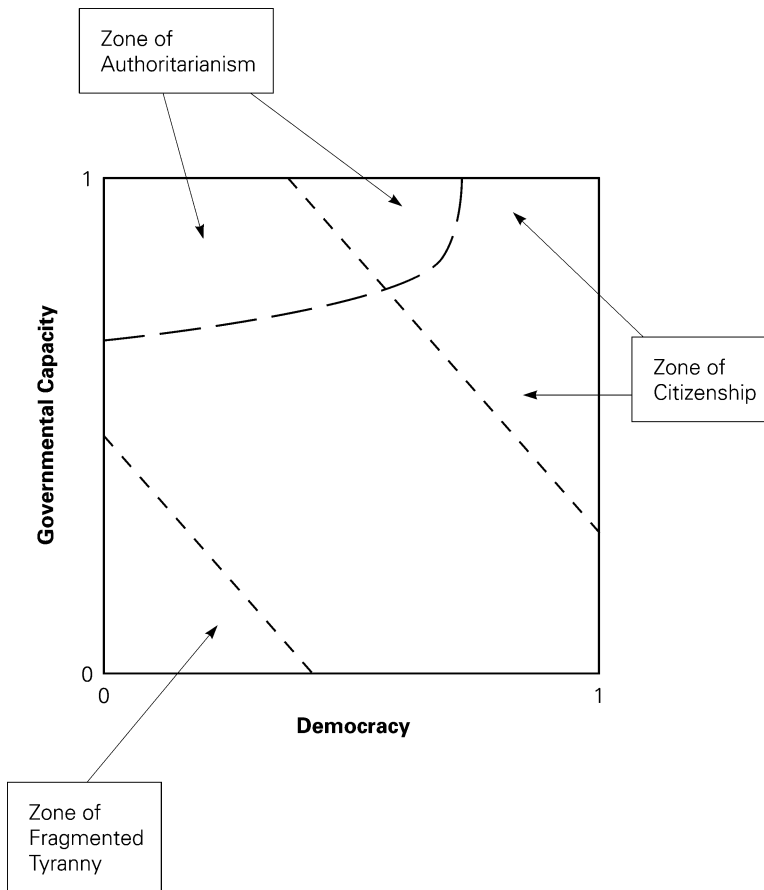 Zone of
Authoritarianism
1
Governmental Capacity
Zone of
Citizenship
0
0
1
Democracy
Zone of
Fragmented
Tyranny